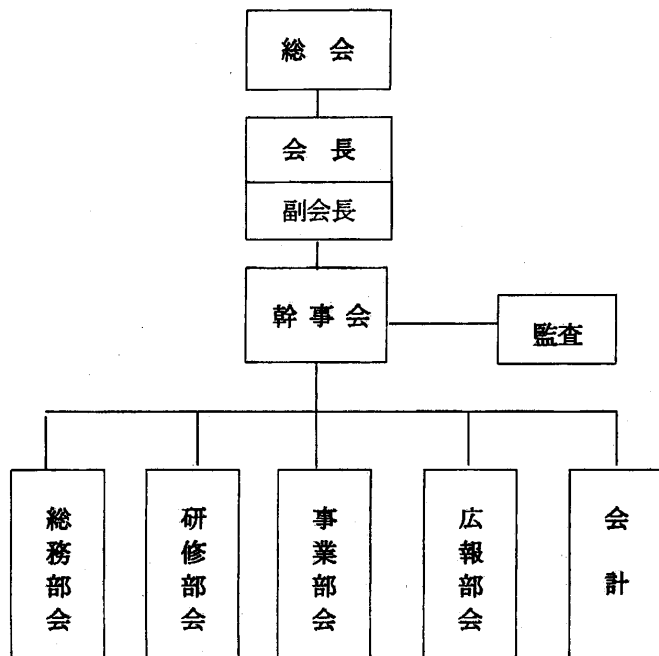 総 会
会 長
副会長
幹 事 会
監査
総務部会
研修部会
事業部会
広報部会
会計